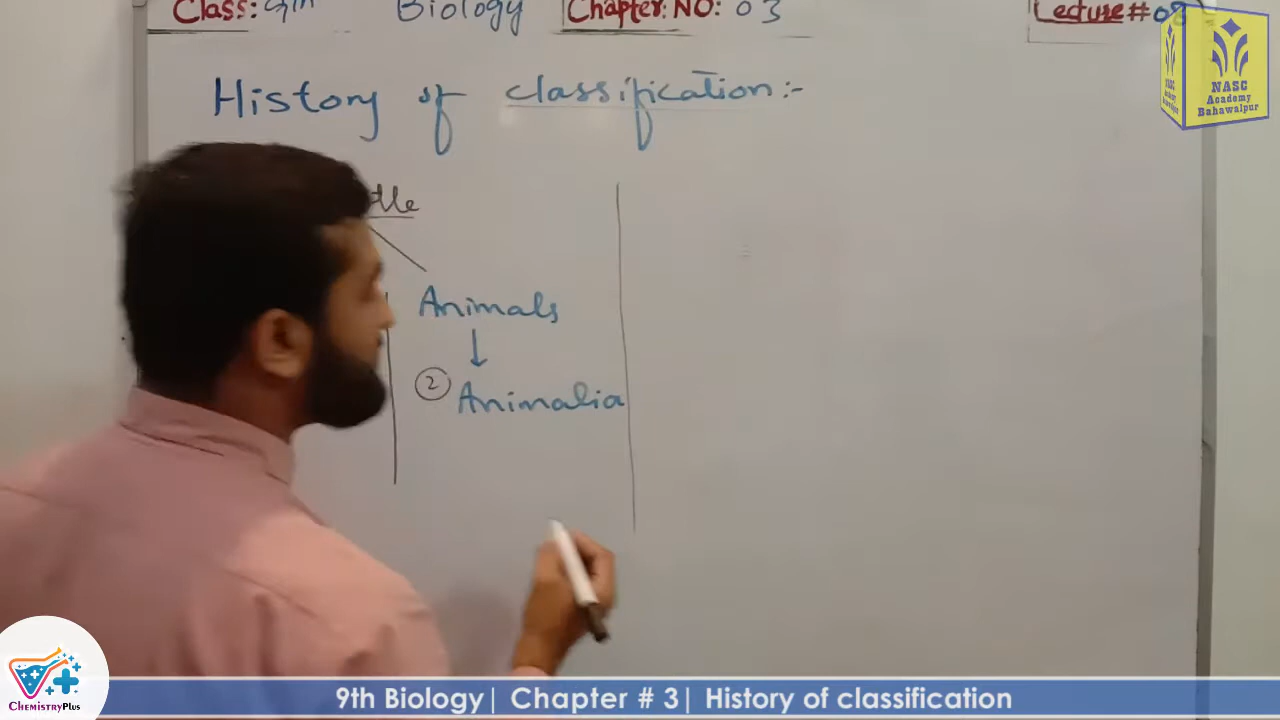 Class: 9th Biology Chapter: NO: 03 Lecture # 08
NASC
Academy
Bahawalpur
History of classification:-
Animals
2 Animalia
9th Biology| Chapter # 3| History of classification
ChemistryPlus